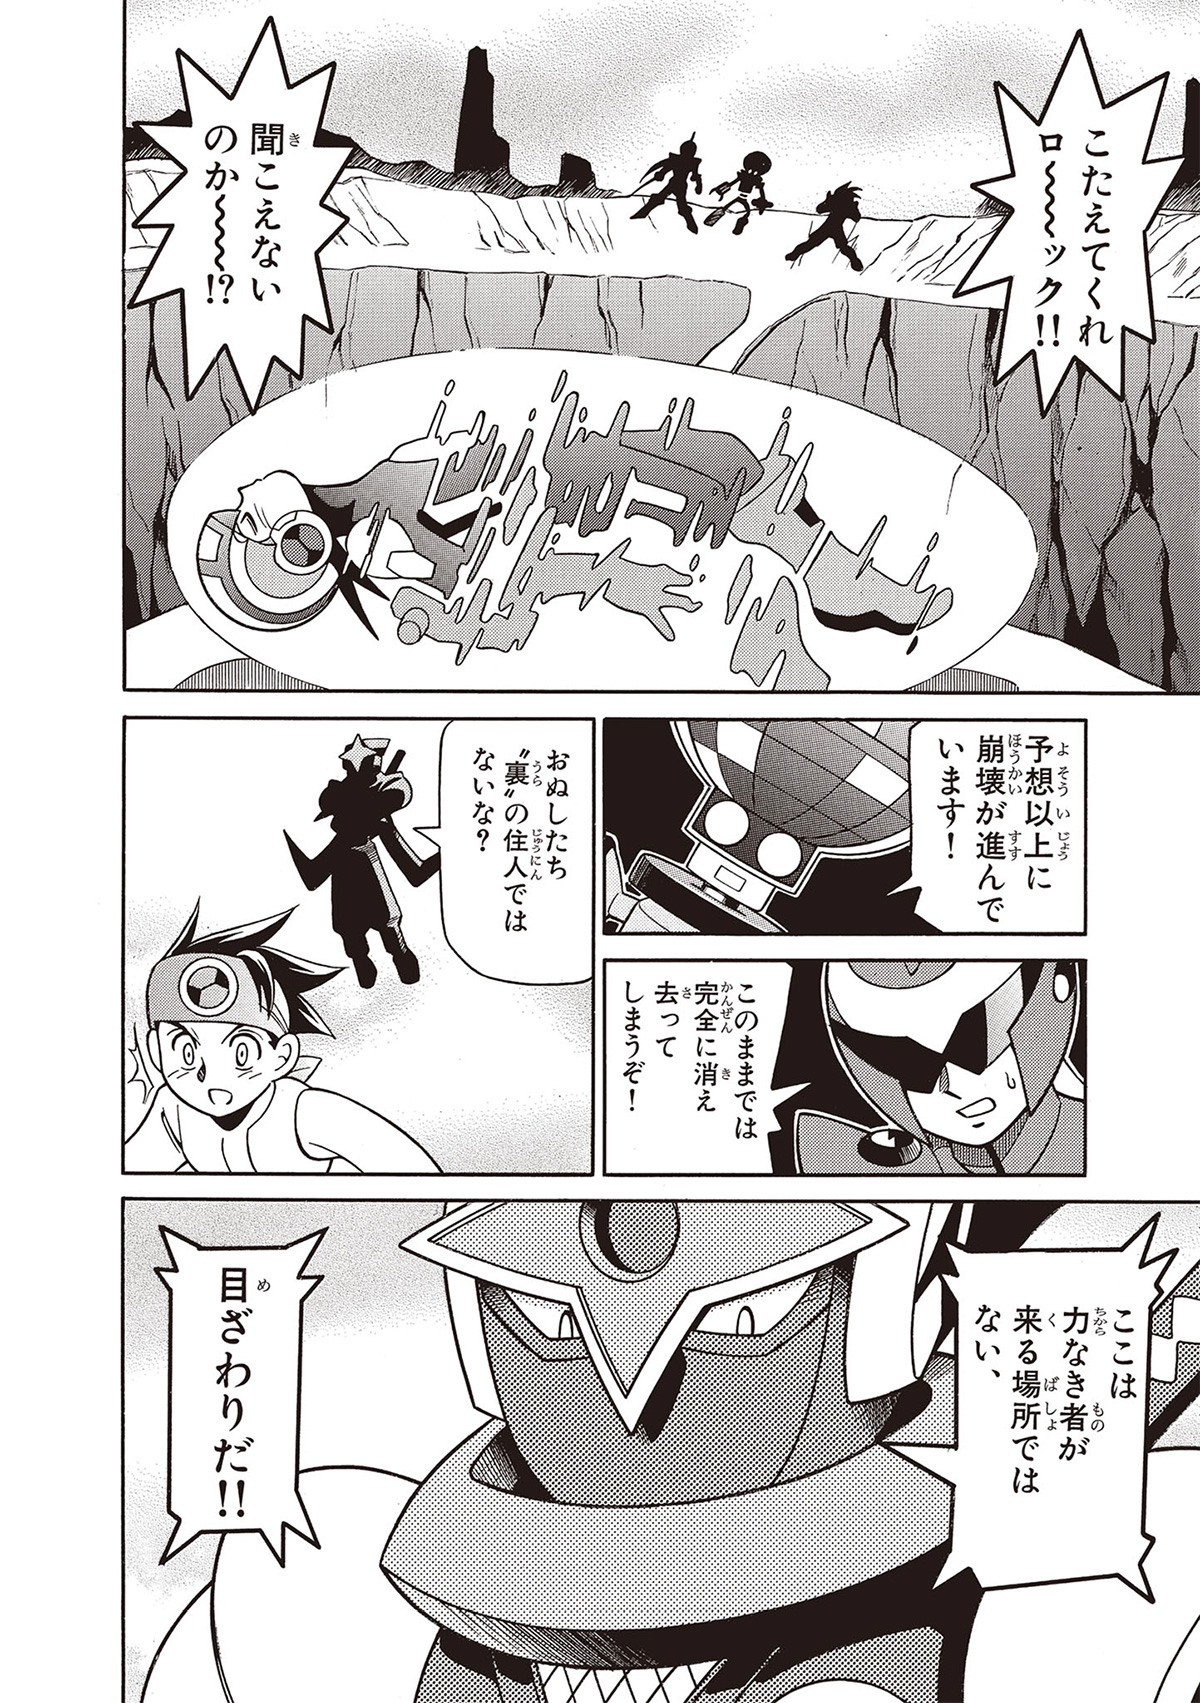 こたえてくれ
ロ〜〜ック!!
聞こえない
のか〜〜〜!?
予想以上に
崩壊が進んで
います！
このままでは
完全に消え
去って
しまうぞ！
おぬしたち
〝裏〟の住人では
ないな？
ここは
力なき者が
来る場所では
ない、
目ざわりだ!!